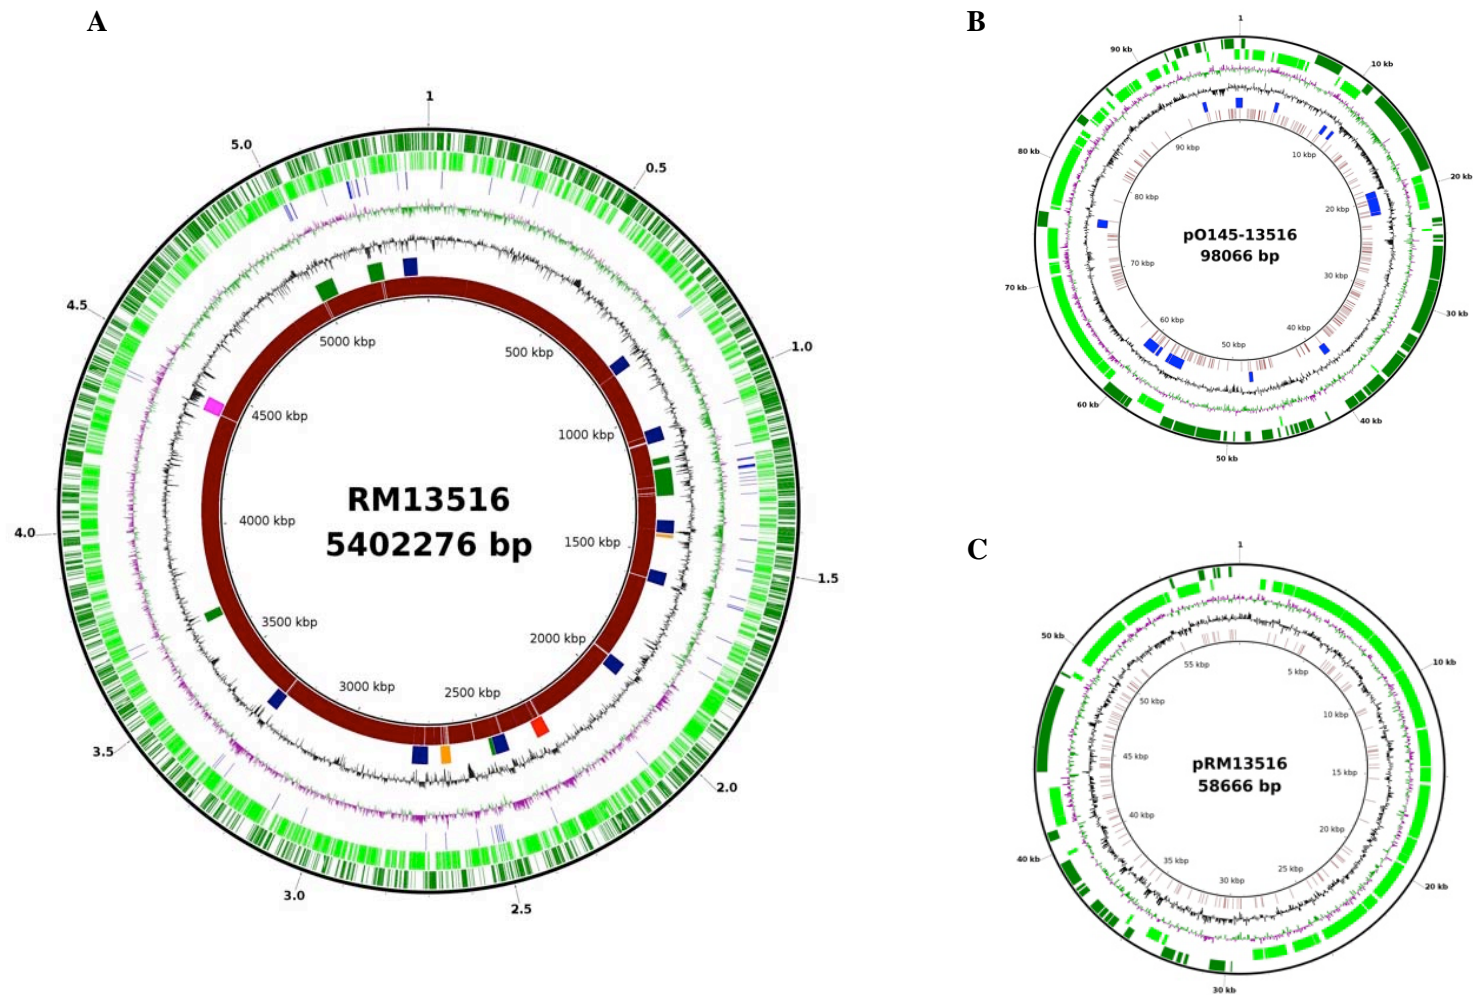 A
1
0.5
1.0
1.5
2.0
2.5
3.0
3.5
4.0
4.5
5.0
500 kbp
1000 kbp
1500 kbp
2000 kbp
2500 kbp
3000 kbp
3500 kbp
4000 kbp
4500 kbp
5000 kbp
RM13516
5402276 bp
B
1
10 kb
20 kb
30 kb
40 kb
50 kb
60 kb
70 kb
80 kb
90 kb
10 kbp
20 kbp
30 kbp
40 kbp
50 kbp
60 kbp
70 kbp
80 kbp
90 kbp
pO145-13516
98066 bp
C
1
10 kb
20 kb
30 kb
40 kb
50 kb
5 kbp
10 kbp
15 kbp
20 kbp
25 kbp
30 kbp
35 kbp
40 kbp
45 kbp
50 kbp
55 kbp
pRM13516
58666 bp